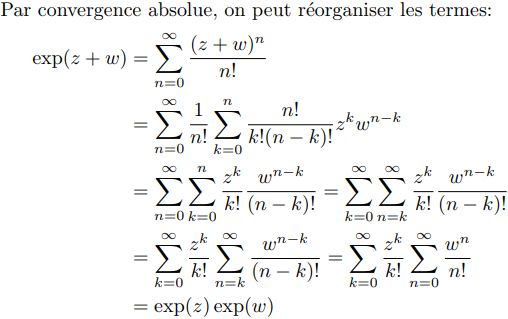 Par convergence absolue, on peut réorganiser les termes:
exp(z + w) = \sum_{n=0}^{\infty} \frac{(z + w)^n}{n!}
= \sum_{n=0}^{\infty} \frac{1}{n!} \sum_{k=0}^{n} \frac{n!}{k!(n - k)!} z^k w^{n-k}
= \sum_{n=0}^{\infty} \sum_{k=0}^{n} \frac{z^k}{k!} \frac{w^{n-k}}{(n - k)!} = \sum_{k=0}^{\infty} \sum_{n=k}^{\infty} \frac{z^k}{k!} \frac{w^{n-k}}{(n - k)!}
= \sum_{k=0}^{\infty} \frac{z^k}{k!} \sum_{n=k}^{\infty} \frac{w^{n-k}}{(n - k)!} = \sum_{k=0}^{\infty} \frac{z^k}{k!} \sum_{n=0}^{\infty} \frac{w^n}{n!}
= exp(z) exp(w)